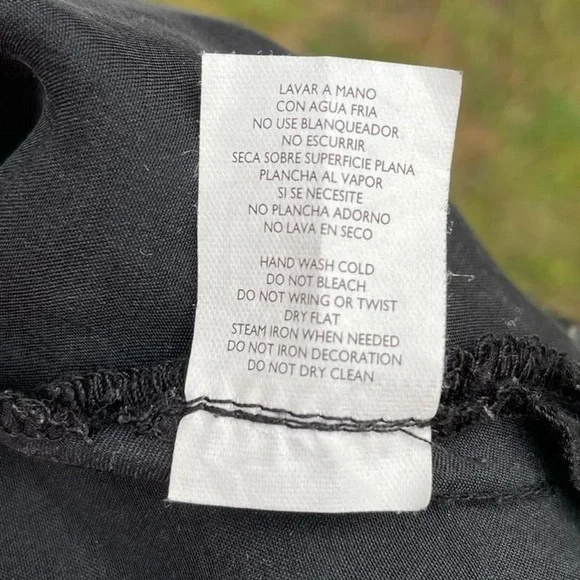 LAVAR A MANO
CON AGUA FRIA
NO USE BLANQUEADOR
NO ESCURRIR
SECA SOBRE SUPERFICIE PLANA
PLANCHA AL VAPOR
SI SE NECESITE
NO PLANCHA ADORNO
NO LAVA EN SECO
HAND WASH COLD
DO NOT BLEACH
DO NOT WRING OR TWIST
DRY FLAT
STEAM IRON WHEN NEEDED
DO NOT IRON DECORATION
DO NOT DRY CLEAN